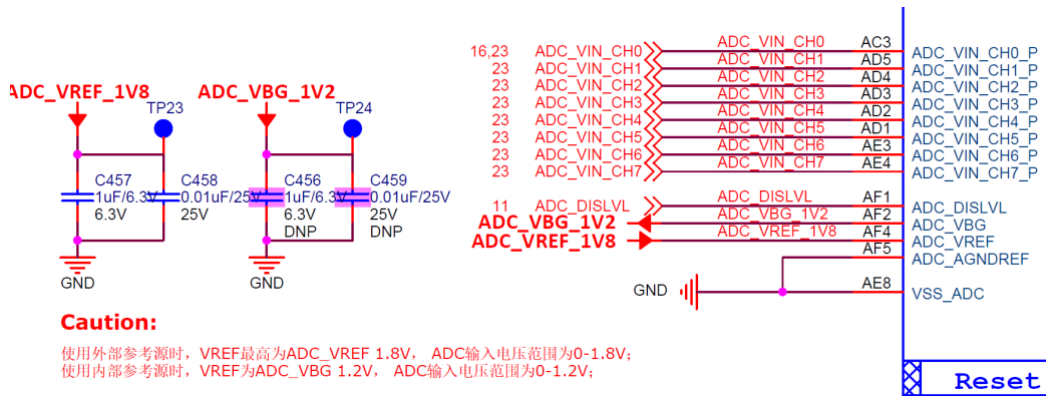 ADC_VREF_1V8
ADC_VBG_1V2
TP23
TP24
C457
1uF/6.3V
6.3V
C458
0.01uF/25V
25V
C456
1uF/6.3V
6.3V
DNP
C459
0.01uF/25V
25V
DNP
GND
GND
Caution:
使用外部参考源时，VREF最高为ADC_VREF 1.8V， ADC输入电压范围为0-1.8V；
使用内部参考源时，VREF为ADC_VBG 1.2V， ADC输入电压范围为0-1.2V；
16,23 ADC_VIN_CH0 ADC_VIN_CH0 AC3 ADC_VIN_CH0_P
23 ADC_VIN_CH1 ADC_VIN_CH1 AD5 ADC_VIN_CH1_P
23 ADC_VIN_CH2 ADC_VIN_CH2 AD4 ADC_VIN_CH2_P
23 ADC_VIN_CH3 ADC_VIN_CH3 AD3 ADC_VIN_CH3_P
23 ADC_VIN_CH4 ADC_VIN_CH4 AD2 ADC_VIN_CH4_P
23 ADC_VIN_CH5 ADC_VIN_CH5 AD1 ADC_VIN_CH5_P
23 ADC_VIN_CH6 ADC_VIN_CH6 AE3 ADC_VIN_CH6_P
23 ADC_VIN_CH7 ADC_VIN_CH7 AE4 ADC_VIN_CH7_P
11 ADC_DISLVL ADC_DISLVL AF1 ADC_DISLVL
ADC_VBG_1V2 ADC_VBG_1V2 AF2 ADC_VBG
ADC_VREF_1V8 ADC_VREF_1V8 AF4 ADC_VREF
AF5 ADC_AGNDREF
GND AE8 VSS_ADC
Reset